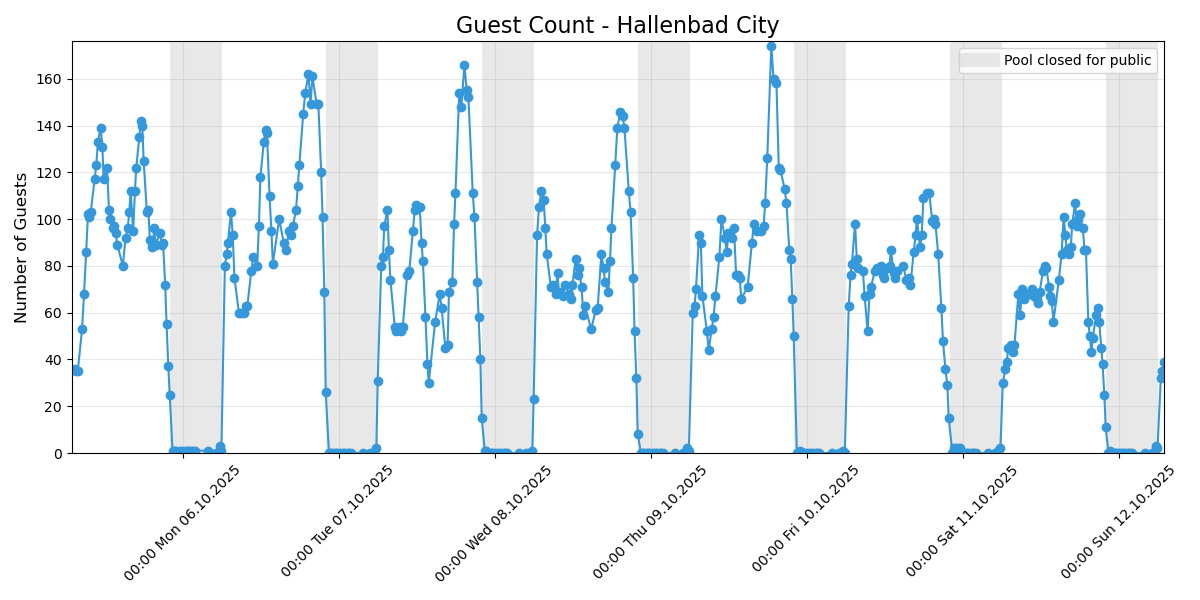 Guest Count - Hallenbad City
Pool closed for public
Number of Guests
160
140
120
100
80
60
40
20
0
00:00 Mon 06.10.2025
00:00 Tue 07.10.2025
00:00 Wed 08.10.2025
00:00 Thu 09.10.2025
00:00 Fri 10.10.2025
00:00 Sat 11.10.2025
00:00 Sun 12.10.2025